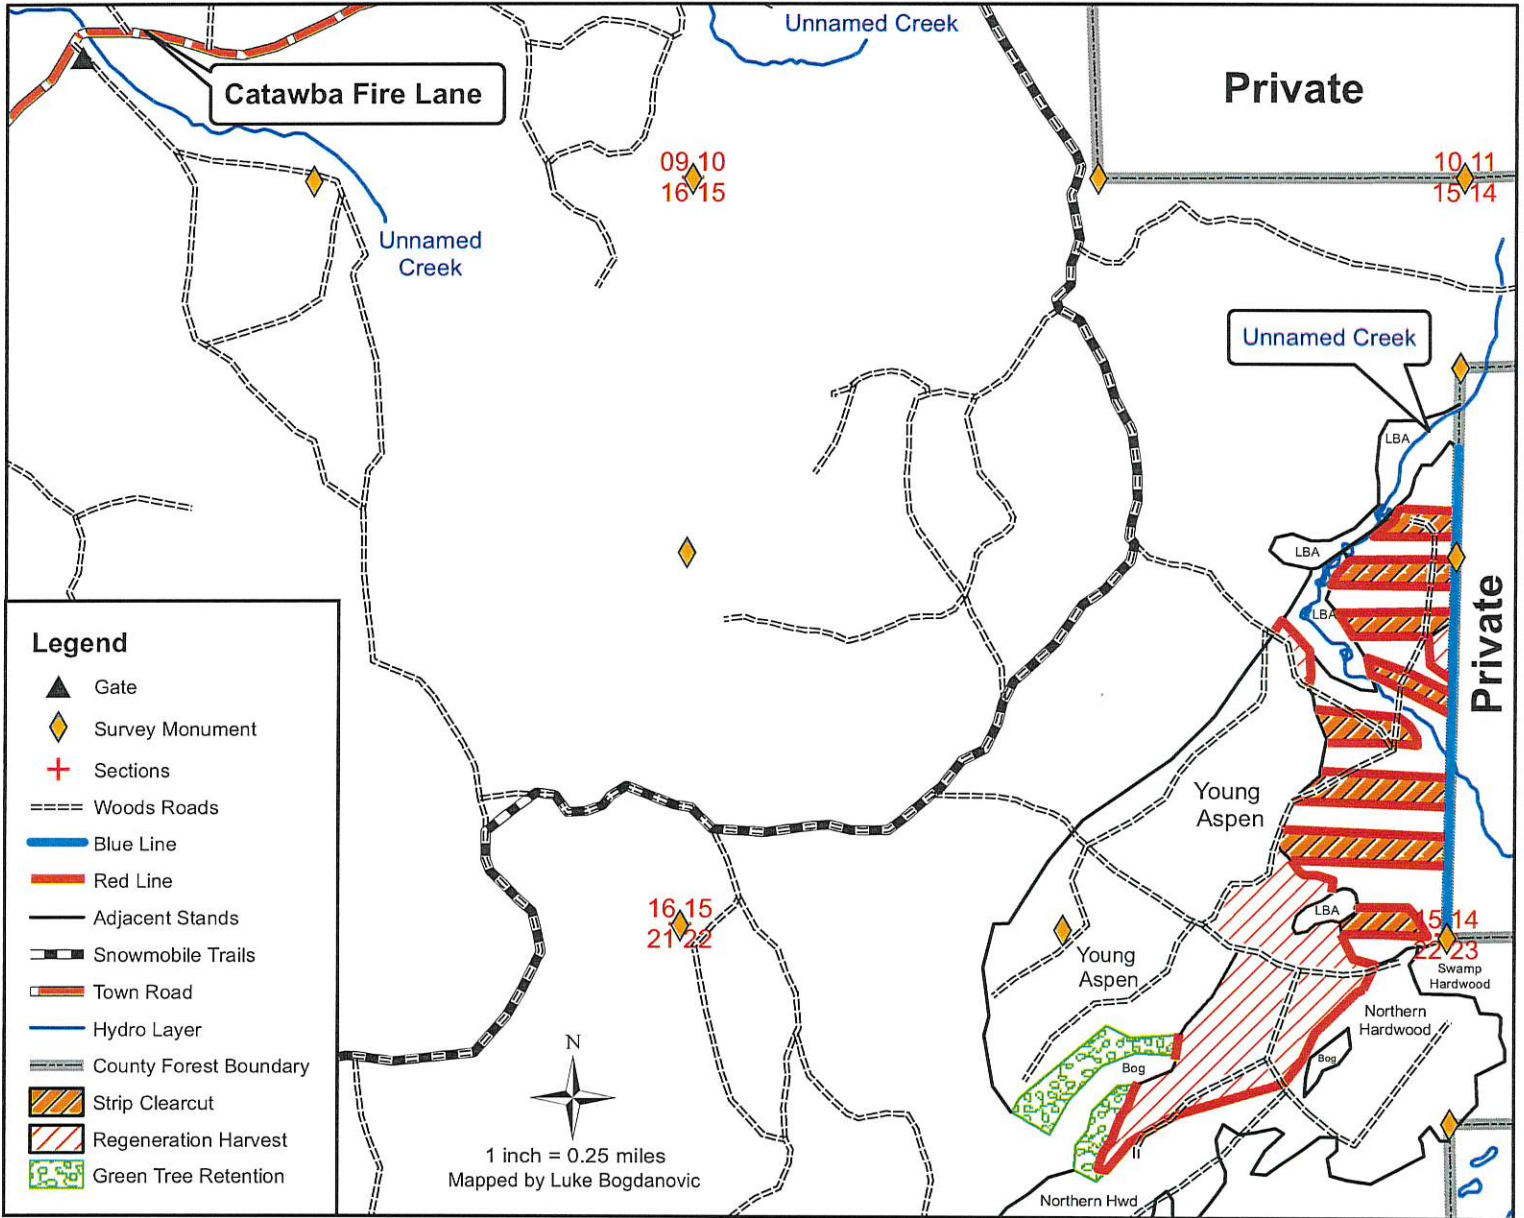 Unnamed Creek
Catawba Fire Lane
Private
09 10
16 15
10 11
15 14
Unnamed
Creek
Unnamed Creek
LBA
LBA
LBA
Private
Young
Aspen
LBA
16 15
21 22
15 14
22 23
Young
Aspen
Swamp
Hardwood
Northern
Hardwood
Bog
Bog
Northern Hwd
Legend
Gate
Survey Monument
Sections
Woods Roads
Blue Line
Red Line
Adjacent Stands
Snowmobile Trails
Town Road
Hydro Layer
County Forest Boundary
Strip Clearcut
Regeneration Harvest
Green Tree Retention
N
1 inch = 0.25 miles
Mapped by Luke Bogdanovic